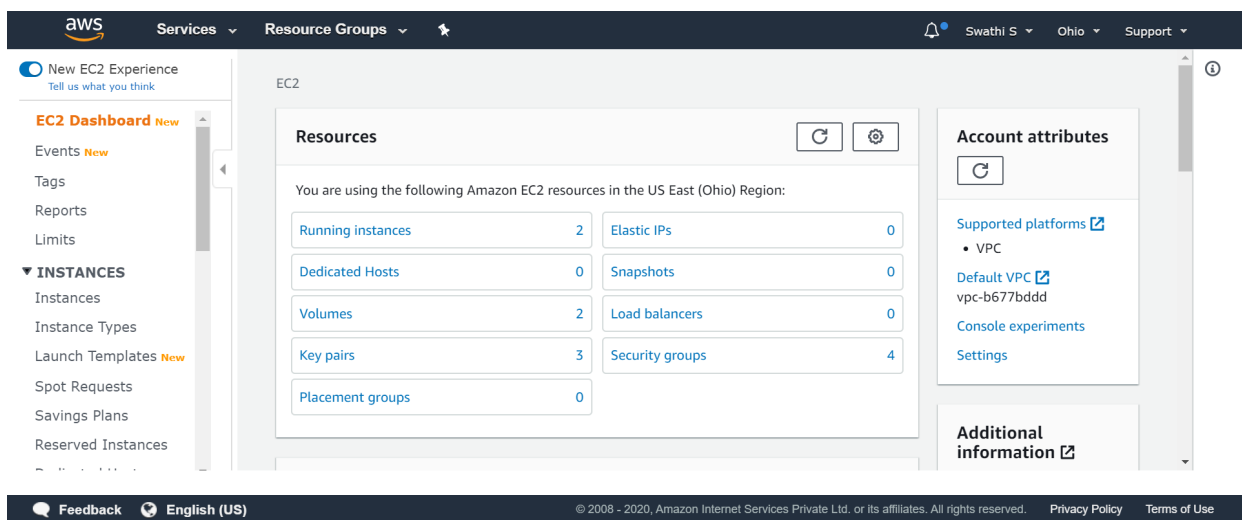 aws Services Resource Groups Swathi S Ohio Support
New EC2 Experience
Tell us what you think
EC2 Dashboard New
Events New
Tags
Reports
Limits
INSTANCES
Instances
Instance Types
Launch Templates New
Spot Requests
Savings Plans
Reserved Instances
EC2
Resources
You are using the following Amazon EC2 resources in the US East (Ohio) Region:
Running instances 2 Elastic IPs 0
Dedicated Hosts 0 Snapshots 0
Volumes 2 Load balancers 0
Key pairs 3 Security groups 4
Placement groups 0
Account attributes
Supported platforms
• VPC
Default VPC
vpc-b677bddd
Console experiments
Settings
Additional
information
Feedback English (US) © 2008 - 2020, Amazon Internet Services Private Ltd. or its affiliates. All rights reserved. Privacy Policy Terms of Use